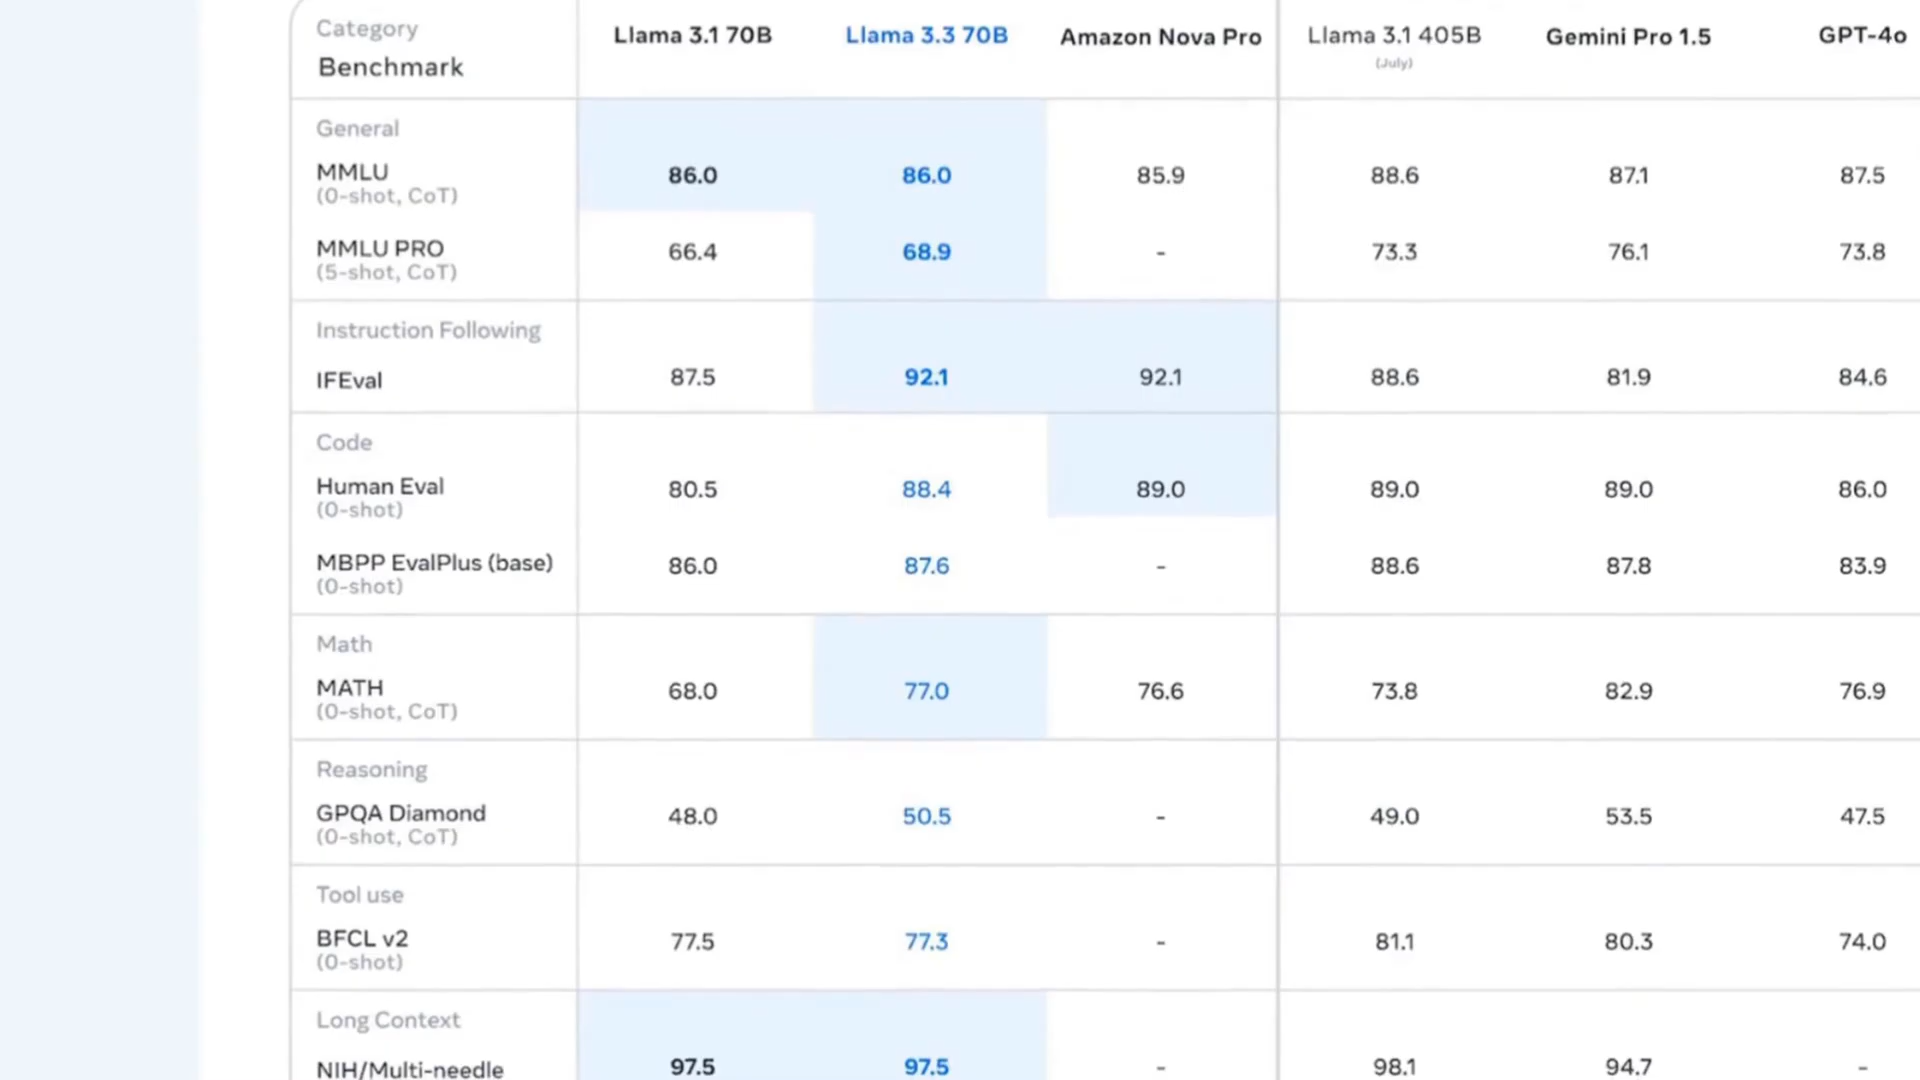 Category
Benchmark
Llama 3.1 70B
Llama 3.3 70B
Amazon Nova Pro
Llama 3.1 405B
(July)
Gemini Pro 1.5
GPT-4o
General
MMLU
(0-shot, CoT)
86.0
86.0
85.9
88.6
87.1
87.5
MMLU PRO
(5-shot, CoT)
66.4
68.9
-
73.3
76.1
73.8
Instruction Following
IFEval
87.5
92.1
92.1
88.6
81.9
84.6
Code
Human Eval
(0-shot)
80.5
88.4
89.0
89.0
89.0
86.0
MBPP EvalPlus (base)
(0-shot)
86.0
87.6
-
88.6
87.8
83.9
Math
MATH
(0-shot, CoT)
68.0
77.0
76.6
73.8
82.9
76.9
Reasoning
GPQA Diamond
(0-shot, CoT)
48.0
50.5
-
49.0
53.5
47.5
Tool use
BFCL v2
(0-shot)
77.5
77.3
-
81.1
80.3
74.0
Long Context
NIH/Multi-needle
97.5
97.5
-
98.1
94.7
-